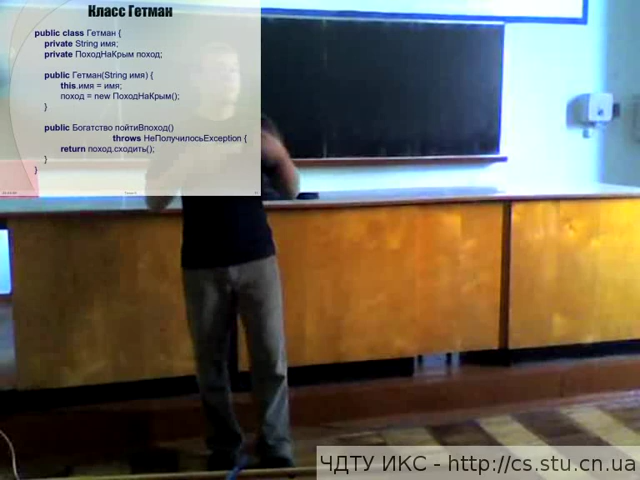 Класс Гетман
public class Гетман {
private String имя;
private ПоходНаКрым поход;
public Гетман(String имя) {
this.имя = имя;
поход = new ПоходНаКрым();
}
public Богатство пойтиВпоход()
throws НеПолучилосьException {
return поход.сходить();
}
}
ЧДТУ ИКС - http://cs.stu.cn.ua